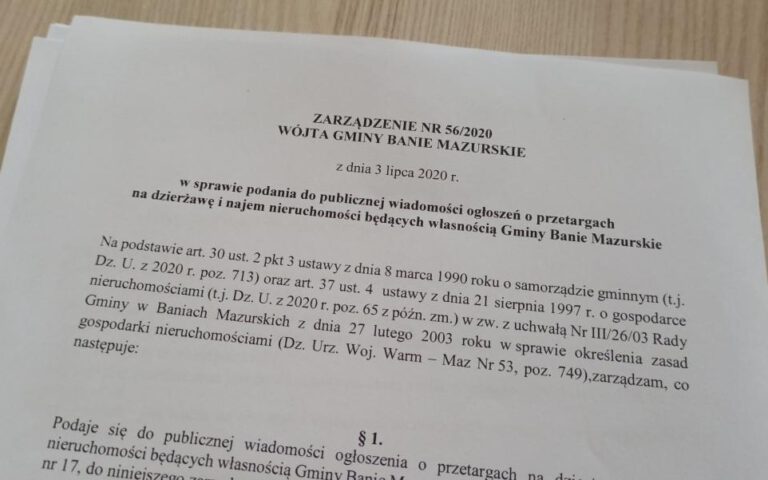 ZARZĄDZENIE NR 56/2020
WÓJTA GMINY BANIE MAZURSKIE
z dnia 3 lipca 2020 r.
w sprawie podania do publicznej wiadomości ogłoszeń o przetargach
na dzierżawę i najem nieruchomości będących własnością Gminy Banie Mazurskie
Na podstawie art. 30 ust. 2 pkt 3 ustawy z dnia 8 marca 1990 roku o samorządzie gminnym (t.j.
Dz. U. z 2020 r. poz. 713) oraz art. 37 ust. 4 ustawy z dnia 21 sierpnia 1997 r. o gospodarce
nieruchomościami (t.j. Dz. U. z 2020 r. poz. 65 z późn. zm.) w zw. z uchwałą Nr III/26/03 Rady
Gminy w Baniach Mazurskich z dnia 27 lutego 2003 roku w sprawie określenia zasad
gospodarki nieruchomościami (Dz. Urz. Woj. Warm – Maz Nr 53, poz. 749),zarządzam, co
następuje:
§ 1.
Podaje się do publicznej wiadomości ogłoszenia o przetargach na
nieruchomości będących własnością Gminy Banie
nr 17, do niniejszego